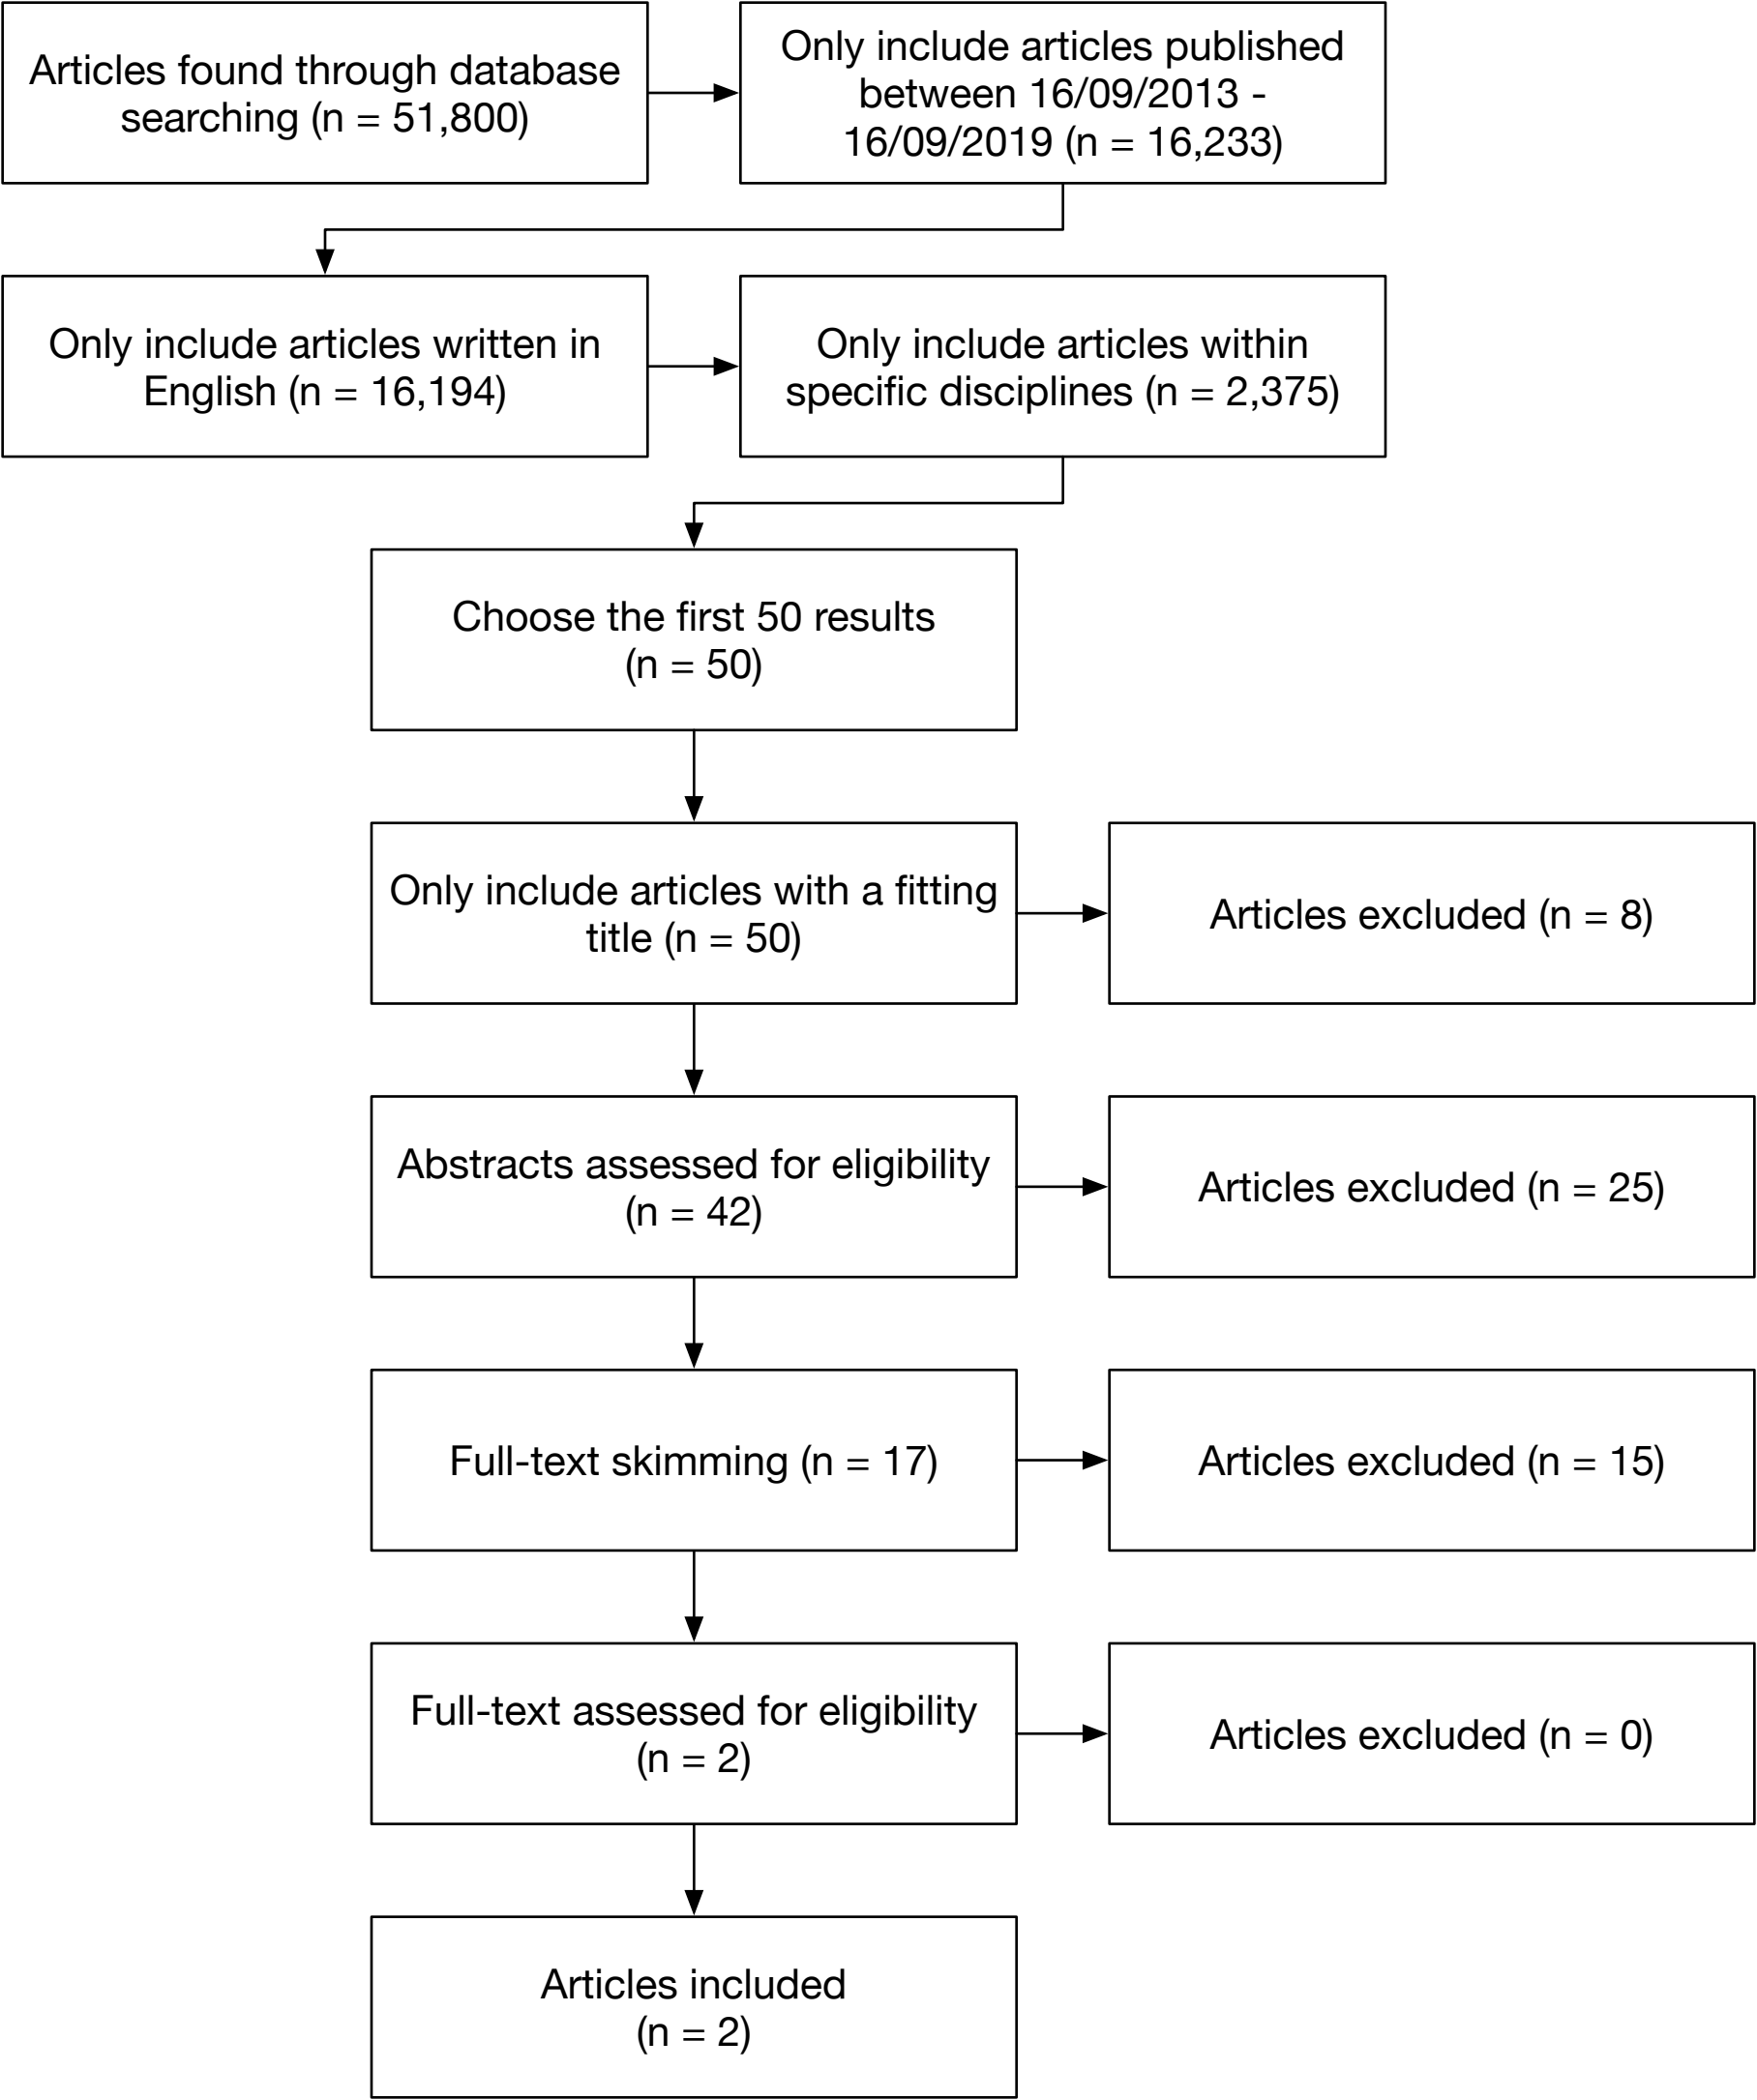 Articles found through database
searching (n = 51,800)
Only include articles published
between 16/09/2013 -
16/09/2019 (n = 16,233)
Only include articles written in
English (n = 16,194)
Only include articles within
specific disciplines (n = 2,375)
Choose the first 50 results
(n = 50)
Only include articles with a fitting
title (n = 50)
Articles excluded (n = 8)
Abstracts assessed for eligibility
(n = 42)
Articles excluded (n = 25)
Full-text skimming (n = 17)
Articles excluded (n = 15)
Full-text assessed for eligibility
(n = 2)
Articles excluded (n = 0)
Articles included
(n = 2)